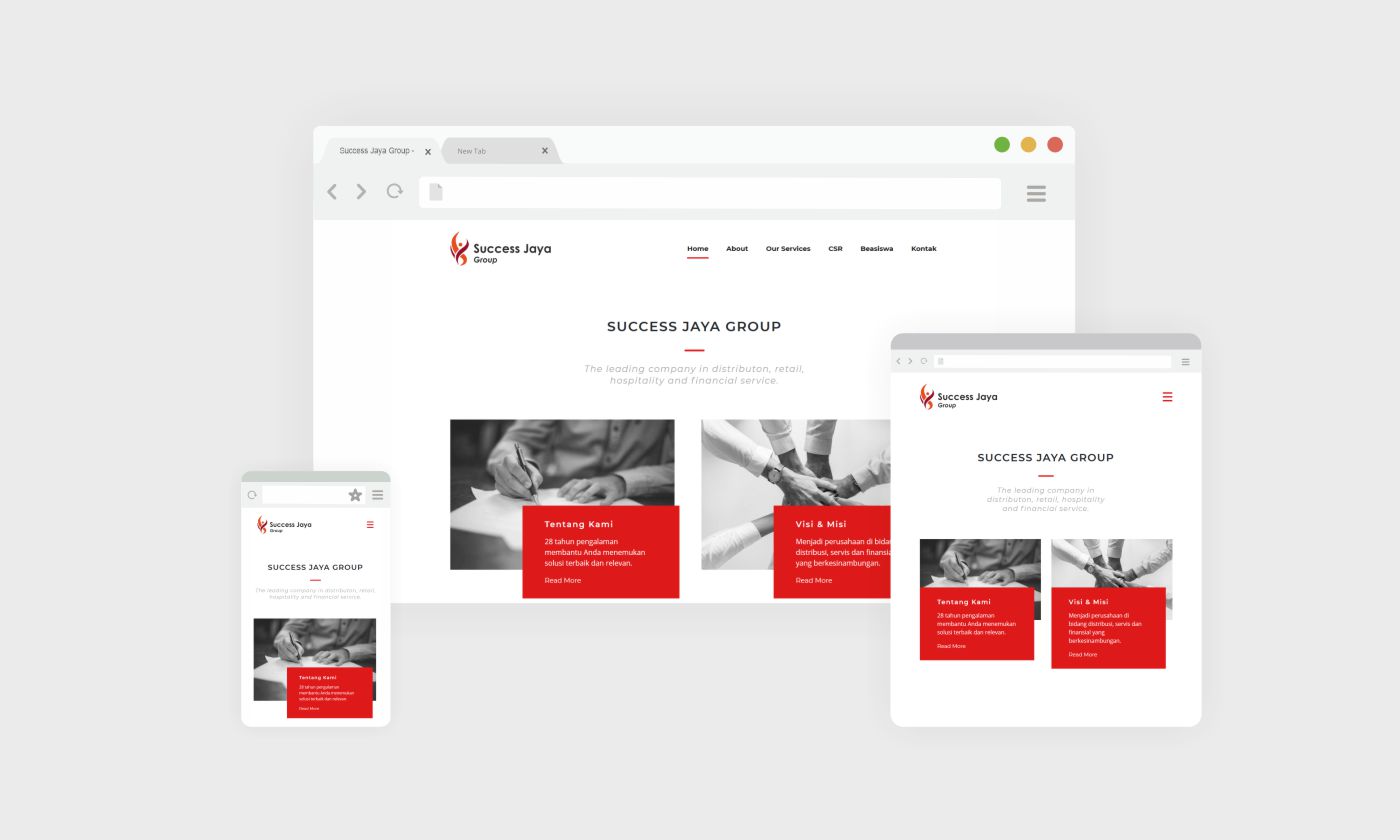 Success Jaya Group -
x
New Tab
x
Success Jaya
Group
Home About Our Services CSR Beasiswa Kontak
SUCCESS JAYA GROUP
The leading company in distributon, retail,
hospitality and financial service.
Tentang Kami
28 tahun pengalaman
membantu Anda menemukan
solusi terbaik dan relevan.
Read More
Visi & Misi
Menjadi perusahaan di
distribusi, servis dan
yang berkesinambungan.
Read More
Success Jaya
Group
SUCCESS JAYA GROUP
The leading company in distributon, retail,
hospitality and financial service.
Tentang Kami
28 tahun pengalaman
membantu Anda menemukan
solusi terbaik dan relevan.
Read More
Success Jaya
Group
SUCCESS JAYA GROUP
The leading company in
distributon, retail, hospitality
and financial service.
Tentang Kami
28 tahun pengalaman
membantu Anda menemukan
solusi terbaik dan relevan.
Read More
Visi & Misi
Menjadi perusahaan di
bidang distribusi, servis dan
finansial yang
berkesinambungan.
Read More